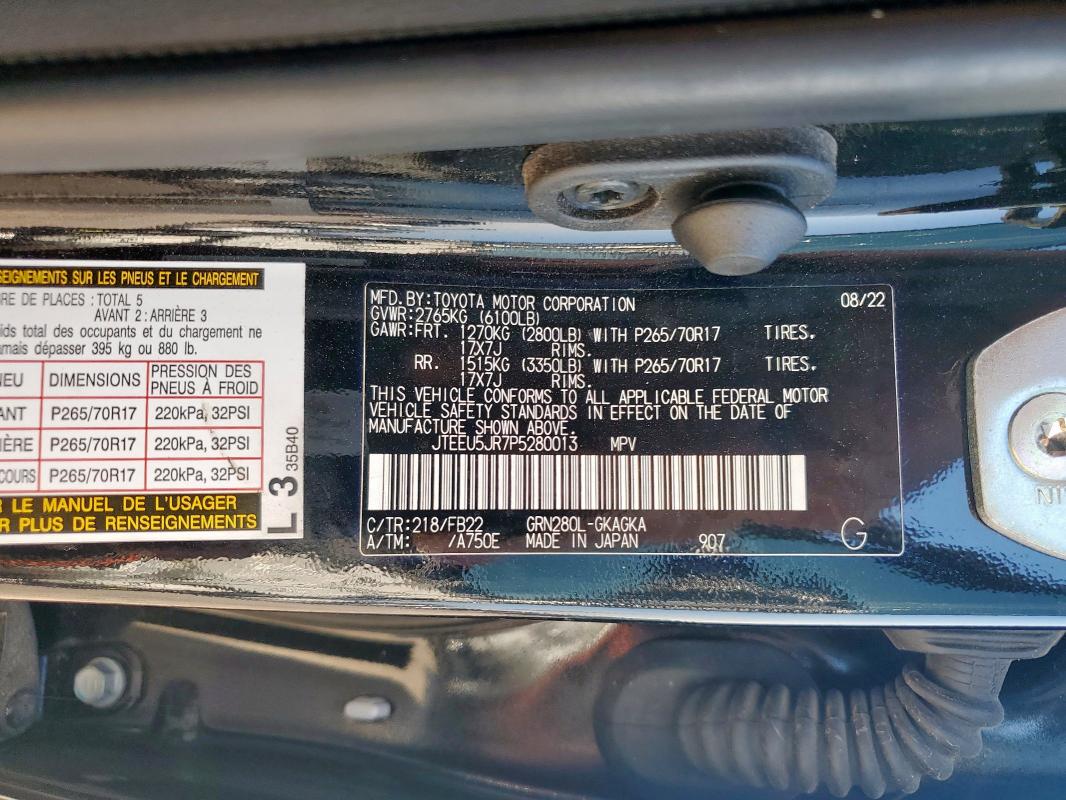 SEIGNEMENTS SUR LES PNEUS ET LE CHARGEMENT
RE DE PLACES : TOTAL 5
AVANT 2 : ARRIÈRE 3
ids total des occupants et du chargement ne
amais dépasser 395 kg ou 880 lb.
NEU DIMENSIONS PRESSION DES PNEUS À FROID
ANT P265/70R17 220kPa, 32PSI
IÈRE P265/70R17 220kPa, 32PSI
COURS P265/70R17 220kPa, 32PSI
R LE MANUEL DE L'USAGER
R PLUS DE RENSEIGNEMENTS
L 3 35B40
MFD.BY:TOYOTA MOTOR CORPORATION 08/22
GVWR:2765KG (6100LB)
GAWR:FRT. 1270KG (2800LB) WITH P265/70R17 TIRES.
17X7J RIMS.
RR. 1515KG (3350LB) WITH P265/70R17 TIRES.
17X7J RIMS.
THIS VEHICLE CONFORMS TO ALL APPLICABLE FEDERAL MOTOR
VEHICLE SAFETY STANDARDS IN EFFECT ON THE DATE OF
MANUFACTURE SHOWN ABOVE.
JTEEU5JR7P5280013 MPV
C/TR:218/FB22 GRN280L-GKAGKA
A/TM: /A750E MADE IN JAPAN 907 G
NI